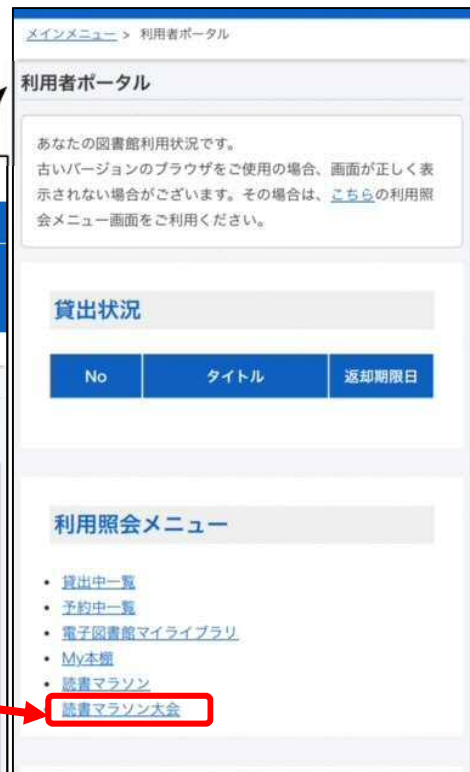 メインメニュー > 利用者ポータル
利用者ポータル
あなたの図書館利用状況です。
古いバージョンのブラウザをご使用の場合、画面が正しく表
示されない場合がございます。その場合は、こちらの利用照
会メニュー画面をご利用ください。
貸出状況
No タイトル 返却期限日
利用照会メニュー
・ 貸出中一覧
・ 予約中一覧
・ 電子図書館マイライブラリ
・ My本棚
・ 読書マラソン
読書マラソン大会